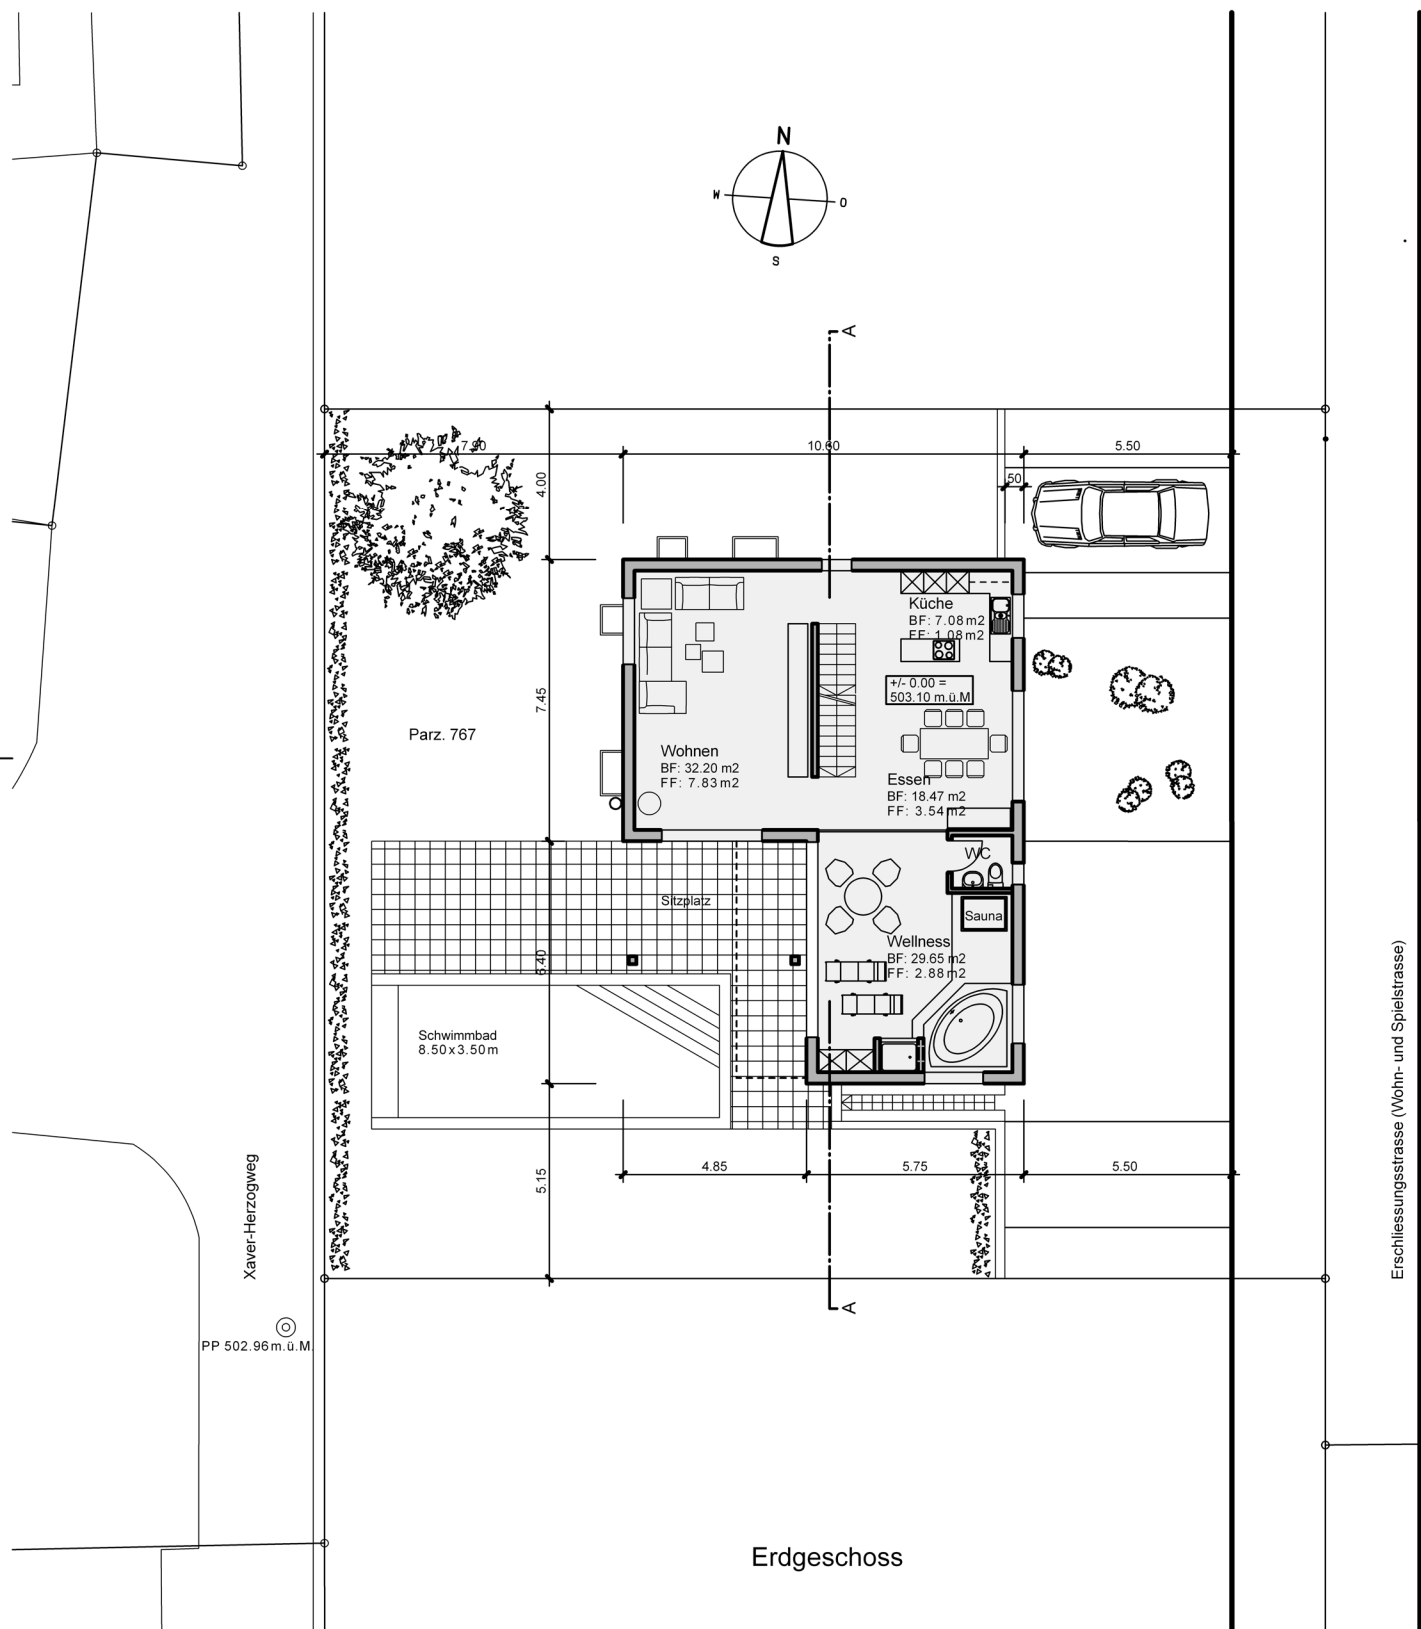 N
W
O
S
A
7.90
10.60
5.50
4.00
50
Küche
BF: 7.08 m2
FF: 1.08 m2
+/- 0.00 =
503.10 m.ü.M
7.45
Parz. 767
Wohnen
BF: 32.20 m2
FF: 7.83 m2
Essen
BF: 18.47 m2
FF: 3.54 m2
WC
Sitzplatz
Sauna
Wellness
BF: 29.65 m2
FF: 2.88 m2
6.40
Schwimmbad
8.50 x 3.50 m
4.85
5.75
5.50
5.15
A
Xaver-Herzogweg
Erschliessungsstrasse (Wohn- und Spielstrasse)
PP 502.96 m.ü.M.
Erdgeschoss